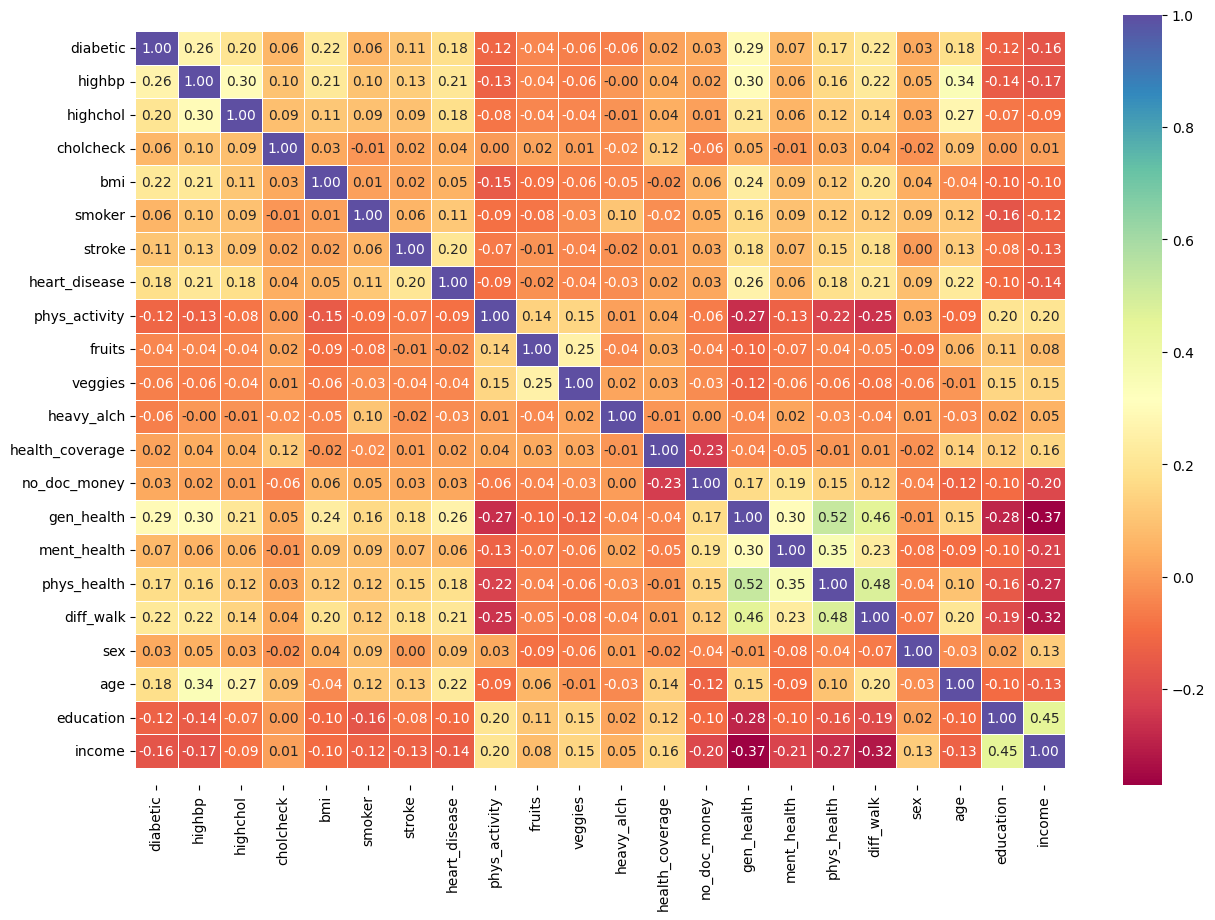 diabetic 1.00 0.26 0.20 0.06 0.22 0.06 0.11 0.18 -0.12 -0.04 -0.06 -0.06 0.02 0.03 0.29 0.07 0.17 0.22 0.03 0.18 -0.12 -0.16
highbp 0.26 1.00 0.30 0.10 0.21 0.10 0.13 0.21 -0.13 -0.04 -0.06 -0.00 0.04 0.02 0.30 0.06 0.16 0.22 0.05 0.34 -0.14 -0.17
highchol 0.20 0.30 1.00 0.09 0.11 0.09 0.09 0.18 -0.08 -0.04 -0.04 -0.01 0.04 0.01 0.21 0.06 0.12 0.14 0.03 0.27 -0.07 -0.09
cholcheck 0.06 0.10 0.09 1.00 0.03 -0.01 0.02 0.04 0.00 0.02 0.01 -0.02 0.12 -0.06 0.05 -0.01 0.03 0.04 -0.02 0.09 0.00 0.01
bmi 0.22 0.21 0.11 0.03 1.00 0.01 0.02 0.05 -0.15 -0.09 -0.06 -0.05 -0.02 0.06 0.24 0.09 0.12 0.20 0.04 -0.04 -0.10 -0.10
smoker 0.06 0.10 0.09 -0.01 0.01 1.00 0.06 0.11 -0.09 -0.08 -0.03 0.10 -0.02 0.05 0.16 0.09 0.12 0.12 0.09 0.12 -0.16 -0.12
stroke 0.11 0.13 0.09 0.02 0.02 0.06 1.00 0.20 -0.07 -0.01 -0.04 -0.02 0.01 0.03 0.18 0.07 0.15 0.18 0.00 0.13 -0.08 -0.13
heart_disease 0.18 0.21 0.18 0.04 0.05 0.11 0.20 1.00 -0.09 -0.02 -0.04 -0.03 0.02 0.03 0.26 0.06 0.18 0.21 0.09 0.22 -0.10 -0.14
phys_activity -0.12 -0.13 -0.08 0.00 -0.15 -0.09 -0.07 -0.09 1.00 0.14 0.15 0.01 0.04 -0.06 -0.27 -0.13 -0.22 -0.25 0.03 -0.09 0.20 0.20
fruits -0.04 -0.04 -0.04 0.02 -0.09 -0.08 -0.01 -0.02 0.14 1.00 0.25 -0.04 0.03 -0.04 -0.10 -0.07 -0.04 -0.05 -0.09 0.06 0.11 0.08
veggies -0.06 -0.06 -0.04 0.01 -0.06 -0.03 -0.04 -0.04 0.15 0.25 1.00 0.02 0.03 -0.03 -0.12 -0.06 -0.06 -0.08 -0.06 -0.01 0.15 0.15
heavy_alch -0.06 -0.00 -0.01 -0.02 -0.05 0.10 -0.02 -0.03 0.01 -0.04 0.02 1.00 -0.01 0.00 -0.04 0.02 -0.03 -0.04 0.01 -0.03 0.02 0.05
health_coverage 0.02 0.04 0.04 0.12 -0.02 -0.02 0.01 0.02 0.04 0.03 0.03 -0.01 1.00 -0.23 -0.04 -0.05 -0.01 0.01 -0.02 0.14 0.12 0.16
no_doc_money 0.03 0.02 0.01 -0.06 0.06 0.05 0.03 0.03 -0.06 -0.04 -0.03 0.00 -0.23 1.00 0.17 0.19 0.15 0.12 -0.04 -0.12 -0.10 -0.20
gen_health 0.29 0.30 0.21 0.05 0.24 0.16 0.18 0.26 -0.27 -0.10 -0.12 -0.04 -0.04 0.17 1.00 0.30 0.52 0.46 -0.01 0.15 -0.28 -0.37
ment_health 0.07 0.06 0.06 -0.01 0.09 0.09 0.07 0.06 -0.13 -0.07 -0.06 0.02 -0.05 0.19 0.30 1.00 0.35 0.23 -0.08 -0.09 -0.10 -0.21
phys_health 0.17 0.16 0.12 0.03 0.12 0.12 0.15 0.18 -0.22 -0.04 -0.06 -0.03 -0.01 0.15 0.52 0.35 1.00 0.48 -0.04 0.10 -0.16 -0.27
diff_walk 0.22 0.22 0.14 0.04 0.20 0.12 0.18 0.21 -0.25 -0.05 -0.08 -0.04 0.01 0.12 0.46 0.23 0.48 1.00 -0.07 0.20 -0.19 -0.32
sex 0.03 0.05 0.03 -0.02 0.04 0.09 0.00 0.09 0.03 -0.09 -0.06 0.01 -0.02 -0.04 -0.01 -0.08 -0.04 -0.07 1.00 -0.03 0.02 0.13
age 0.18 0.34 0.27 0.09 -0.04 0.12 0.13 0.22 -0.09 0.06 -0.01 -0.03 0.14 -0.12 0.15 -0.09 0.10 0.20 -0.03 1.00 -0.10 -0.13
education -0.12 -0.14 -0.07 0.00 -0.10 -0.16 -0.08 -0.10 0.20 0.11 0.15 0.02 0.12 -0.10 -0.28 -0.10 -0.16 -0.19 0.02 -0.10 1.00 0.45
income -0.16 -0.17 -0.09 0.01 -0.10 -0.12 -0.13 -0.14 0.20 0.08 0.15 0.05 0.16 -0.20 -0.37 -0.21 -0.27 -0.32 0.13 -0.13 0.45 1.00
diabetic highbp highchol cholcheck bmi smoker stroke heart_disease phys_activity fruits veggies heavy_alch health_coverage no_doc_money gen_health ment_health phys_health diff_walk sex age education income
1.0
0.8
0.6
0.4
0.2
0.0
−0.2